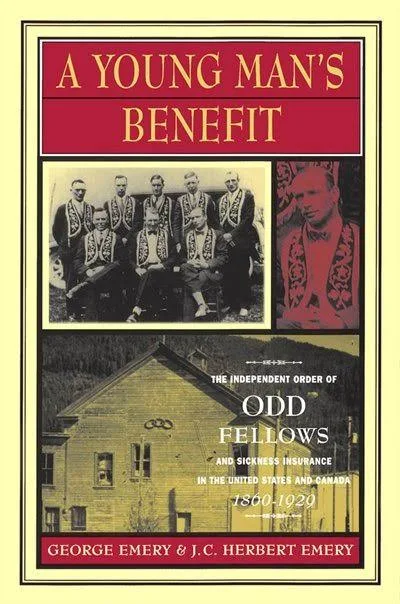 A YOUNG MAN'S
BENEFIT
THE INDEPENDENT ORDER OF
ODD
FELLOWS
AND SICKNESS INSURANCE
IN THE UNITED STATES AND CANADA
1860-1929
GEORGE EMERY & J.C. HERBERT EMERY